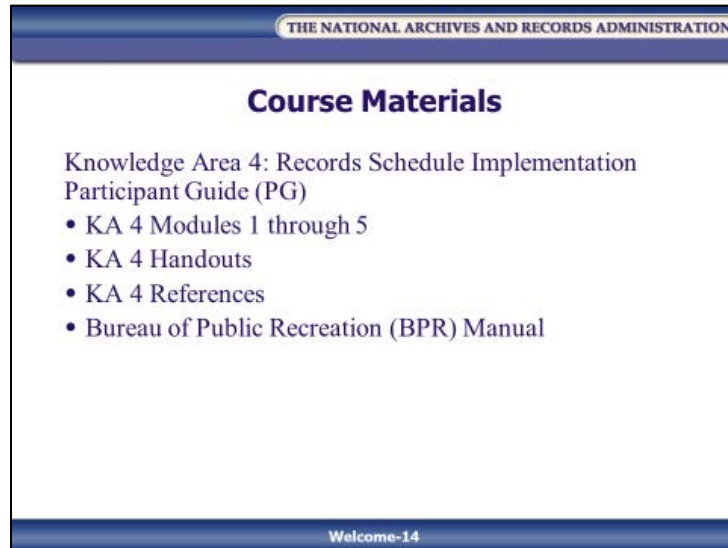 THE NATIONAL ARCHIVES AND RECORDS ADMINISTRATION
Course Materials
Knowledge Area 4: Records Schedule Implementation
Participant Guide (PG)
• KA 4 Modules 1 through 5
• KA 4 Handouts
• KA 4 References
• Bureau of Public Recreation (BPR) Manual
Welcome-14